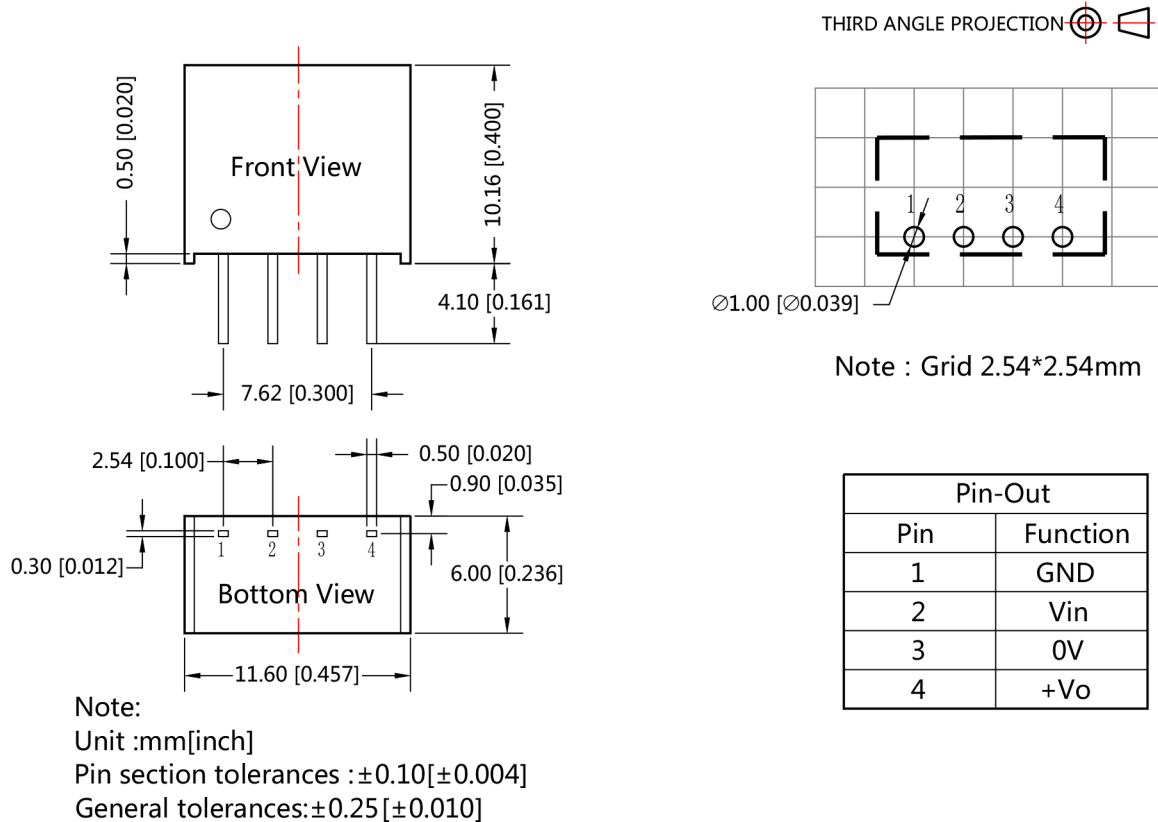 THIRD ANGLE PROJECTION
0.50 [0.020]
Front View
10.16 [0.400]
4.10 [0.161]
7.62 [0.300]
1 2 3 4
∅1.00 [∅0.039]
Note : Grid 2.54*2.54mm
2.54 [0.100]
0.50 [0.020]
0.90 [0.035]
0.30 [0.012]
1 2 3 4
Bottom View
6.00 [0.236]
11.60 [0.457]
Pin-Out
Pin Function
1 GND
2 Vin
3 0V
4 +Vo
Note:
Unit :mm[inch]
Pin section tolerances :±0.10[±0.004]
General tolerances:±0.25[±0.010]